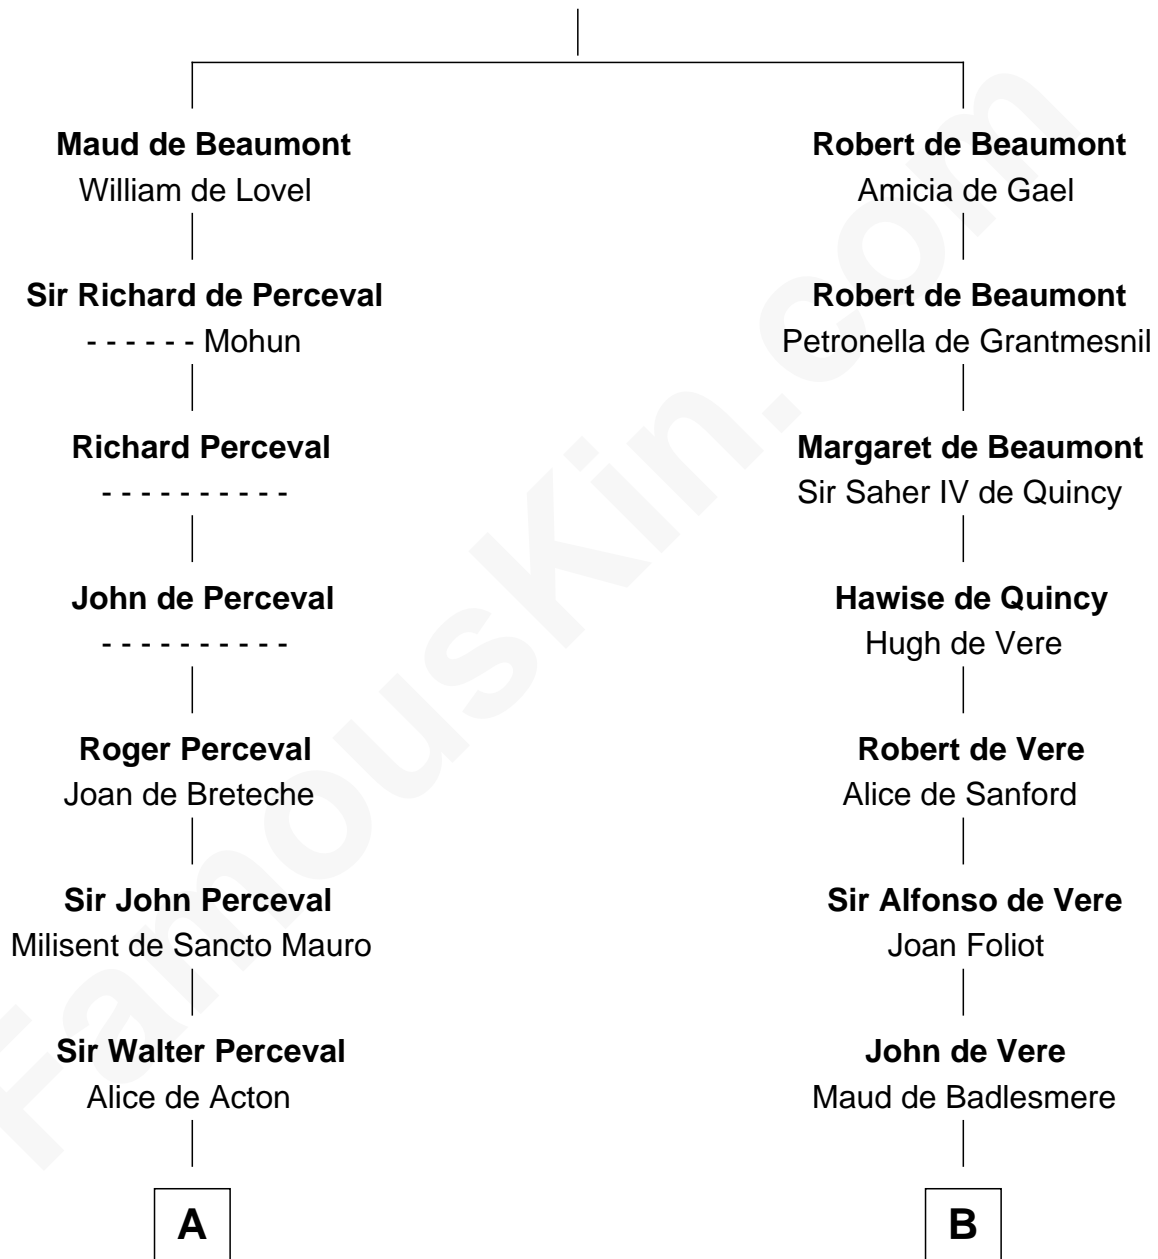 Maud de Beaumont
William de Lovel
Sir Richard de Perceval
- - - - - - Mohun
Richard Perceval
- - - - - - - - - -
John de Perceval
- - - - - - - - - -
Roger Perceval
Joan de Breteche
Sir John Perceval
Milisent de Sancto Mauro
Sir Walter Perceval
Alice de Acton
A
Robert de Beaumont
Amicia de Gael
Robert de Beaumont
Petronella de Grantmesnil
Margaret de Beaumont
Sir Saher IV de Quincy
Hawise de Quincy
Hugh de Vere
Robert de Vere
Alice de Sanford
Sir Alfonso de Vere
Joan Foliot
John de Vere
Maud de Badlesmere
B
FamousKin.com